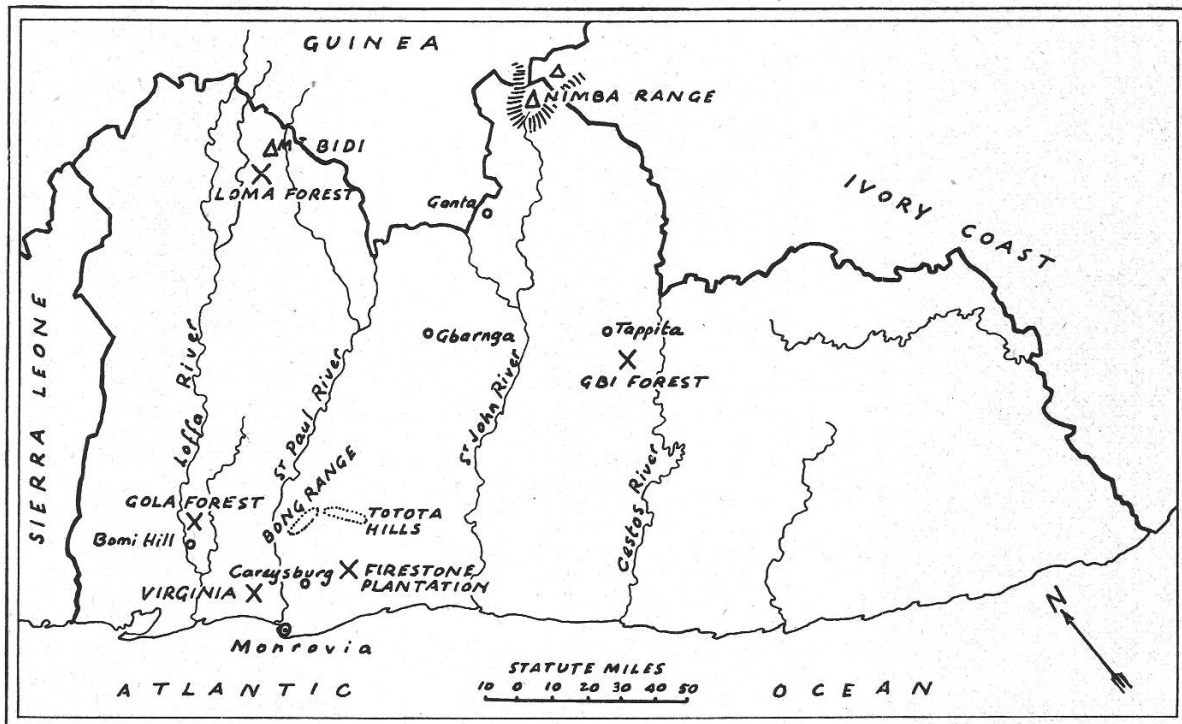 GUINEA
NIMBA RANGE
MT BIDI
LOMA FOREST
Ganta
IVORY COAST
SIERRA LEONE
Loffa River
St Paul River
Gbarnga
St John River
Tappita
GBI FOREST
Cestos River
GOLA FOREST
Bomi Hill
BONG RANGE
TOTOTA
HILLS
Careysburg
FIRESTONE
PLANTATION
VIRGINIA
Monrovia
N
STATUTE MILES
10 0 10 20 30 40 50
ATLANTIC OCEAN